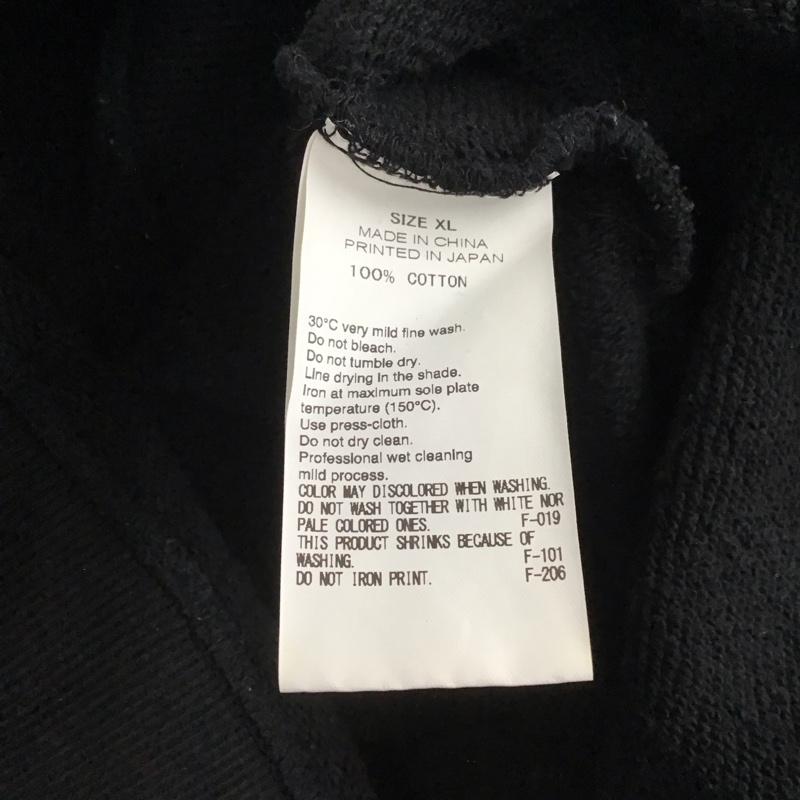 SIZE XL
MADE IN CHINA
PRINTED IN JAPAN
100% COTTON
30°C very mild fine wash.
Do not bleach.
Do not tumble dry.
Line drying in the shade.
Iron at maximum sole plate
temperature (150°C).
Use press-cloth.
Do not dry clean.
Professional wet cleaning
mild process.
COLOR MAY DISCOLORED WHEN WASHING.
DO NOT WASH TOGETHER WITH WHITE NOR
PALE COLORED ONES. F-019
THIS PRODUCT SHRINKS BECAUSE OF
WASHING. F-101
DO NOT IRON PRINT. F-206